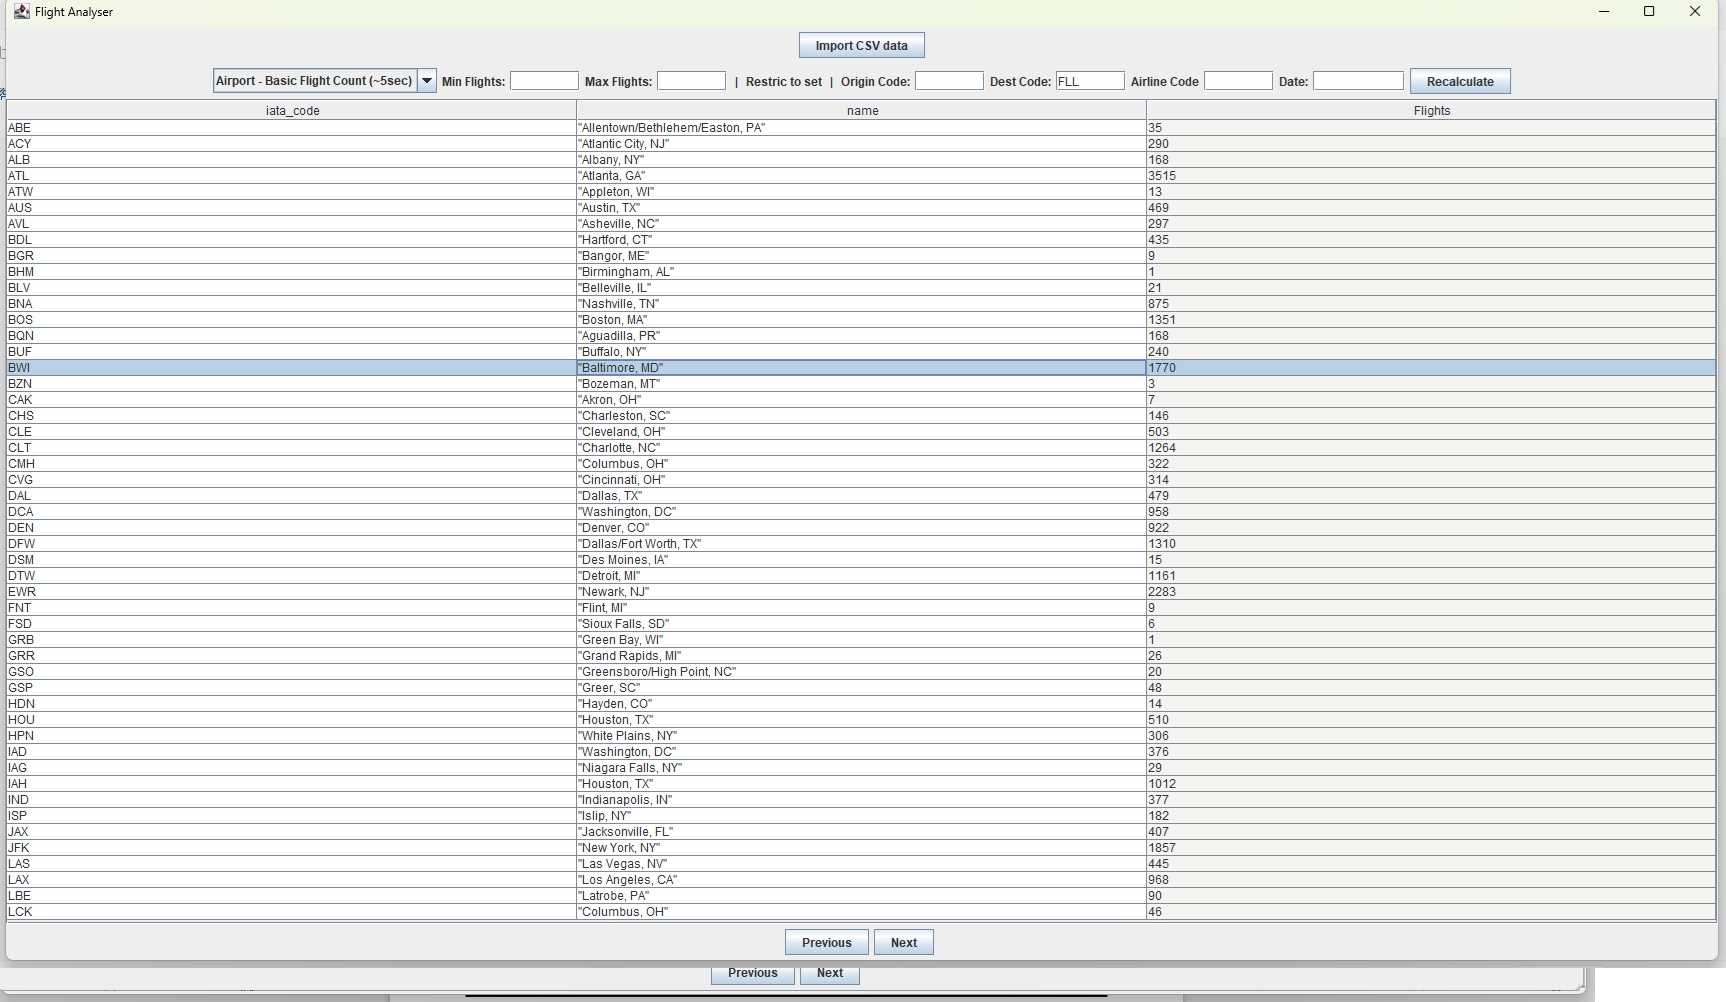 Flight Analyser
Import CSV data
Airport - Basic Flight Count (~5sec) Min Flights: Max Flights: | Restric to set | Origin Code: Dest Code: FLL Airline Code Date: Recalculate
iata_code name Flights
ABE "Allentown/Bethlehem/Easton, PA" 35
ACY "Atlantic City, NJ" 290
ALB "Albany, NY" 168
ATL "Atlanta, GA" 3515
ATW "Appleton, WI" 13
AUS "Austin, TX" 469
AVL "Asheville, NC" 297
BDL "Hartford, CT" 435
BGR "Bangor, ME" 9
BHM "Birmingham, AL" 1
BLV "Belleville, IL" 21
BNA "Nashville, TN" 875
BOS "Boston, MA" 1351
BQN "Aguadilla, PR" 168
BUF "Buffalo, NY" 240
BWI "Baltimore, MD" 1770
BZN "Bozeman, MT" 3
CAK "Akron, OH" 7
CHS "Charleston, SC" 146
CLE "Cleveland, OH" 503
CLT "Charlotte, NC" 1264
CMH "Columbus, OH" 322
CVG "Cincinnati, OH" 314
DAL "Dallas, TX" 479
DCA "Washington, DC" 958
DEN "Denver, CO" 922
DFW "Dallas/Fort Worth, TX" 1310
DSM "Des Moines, IA" 15
DTW "Detroit, MI" 1161
EWR "Newark, NJ" 2283
FNT "Flint, MI" 9
FSD "Sioux Falls, SD" 6
GRB "Green Bay, WI" 1
GRR "Grand Rapids, MI" 26
GSO "Greensboro/High Point, NC" 20
GSP "Greer, SC" 48
HDN "Hayden, CO" 14
HOU "Houston, TX" 510
HPN "White Plains, NY" 306
IAD "Washington, DC" 376
IAG "Niagara Falls, NY" 29
IAH "Houston, TX" 1012
IND "Indianapolis, IN" 377
ISP "Islip, NY" 182
JAX "Jacksonville, FL" 407
JFK "New York, NY" 1857
LAS "Las Vegas, NV" 445
LAX "Los Angeles, CA" 968
LBE "Latrobe, PA" 90
LCK "Columbus, OH" 46
Previous Next
Previous Next